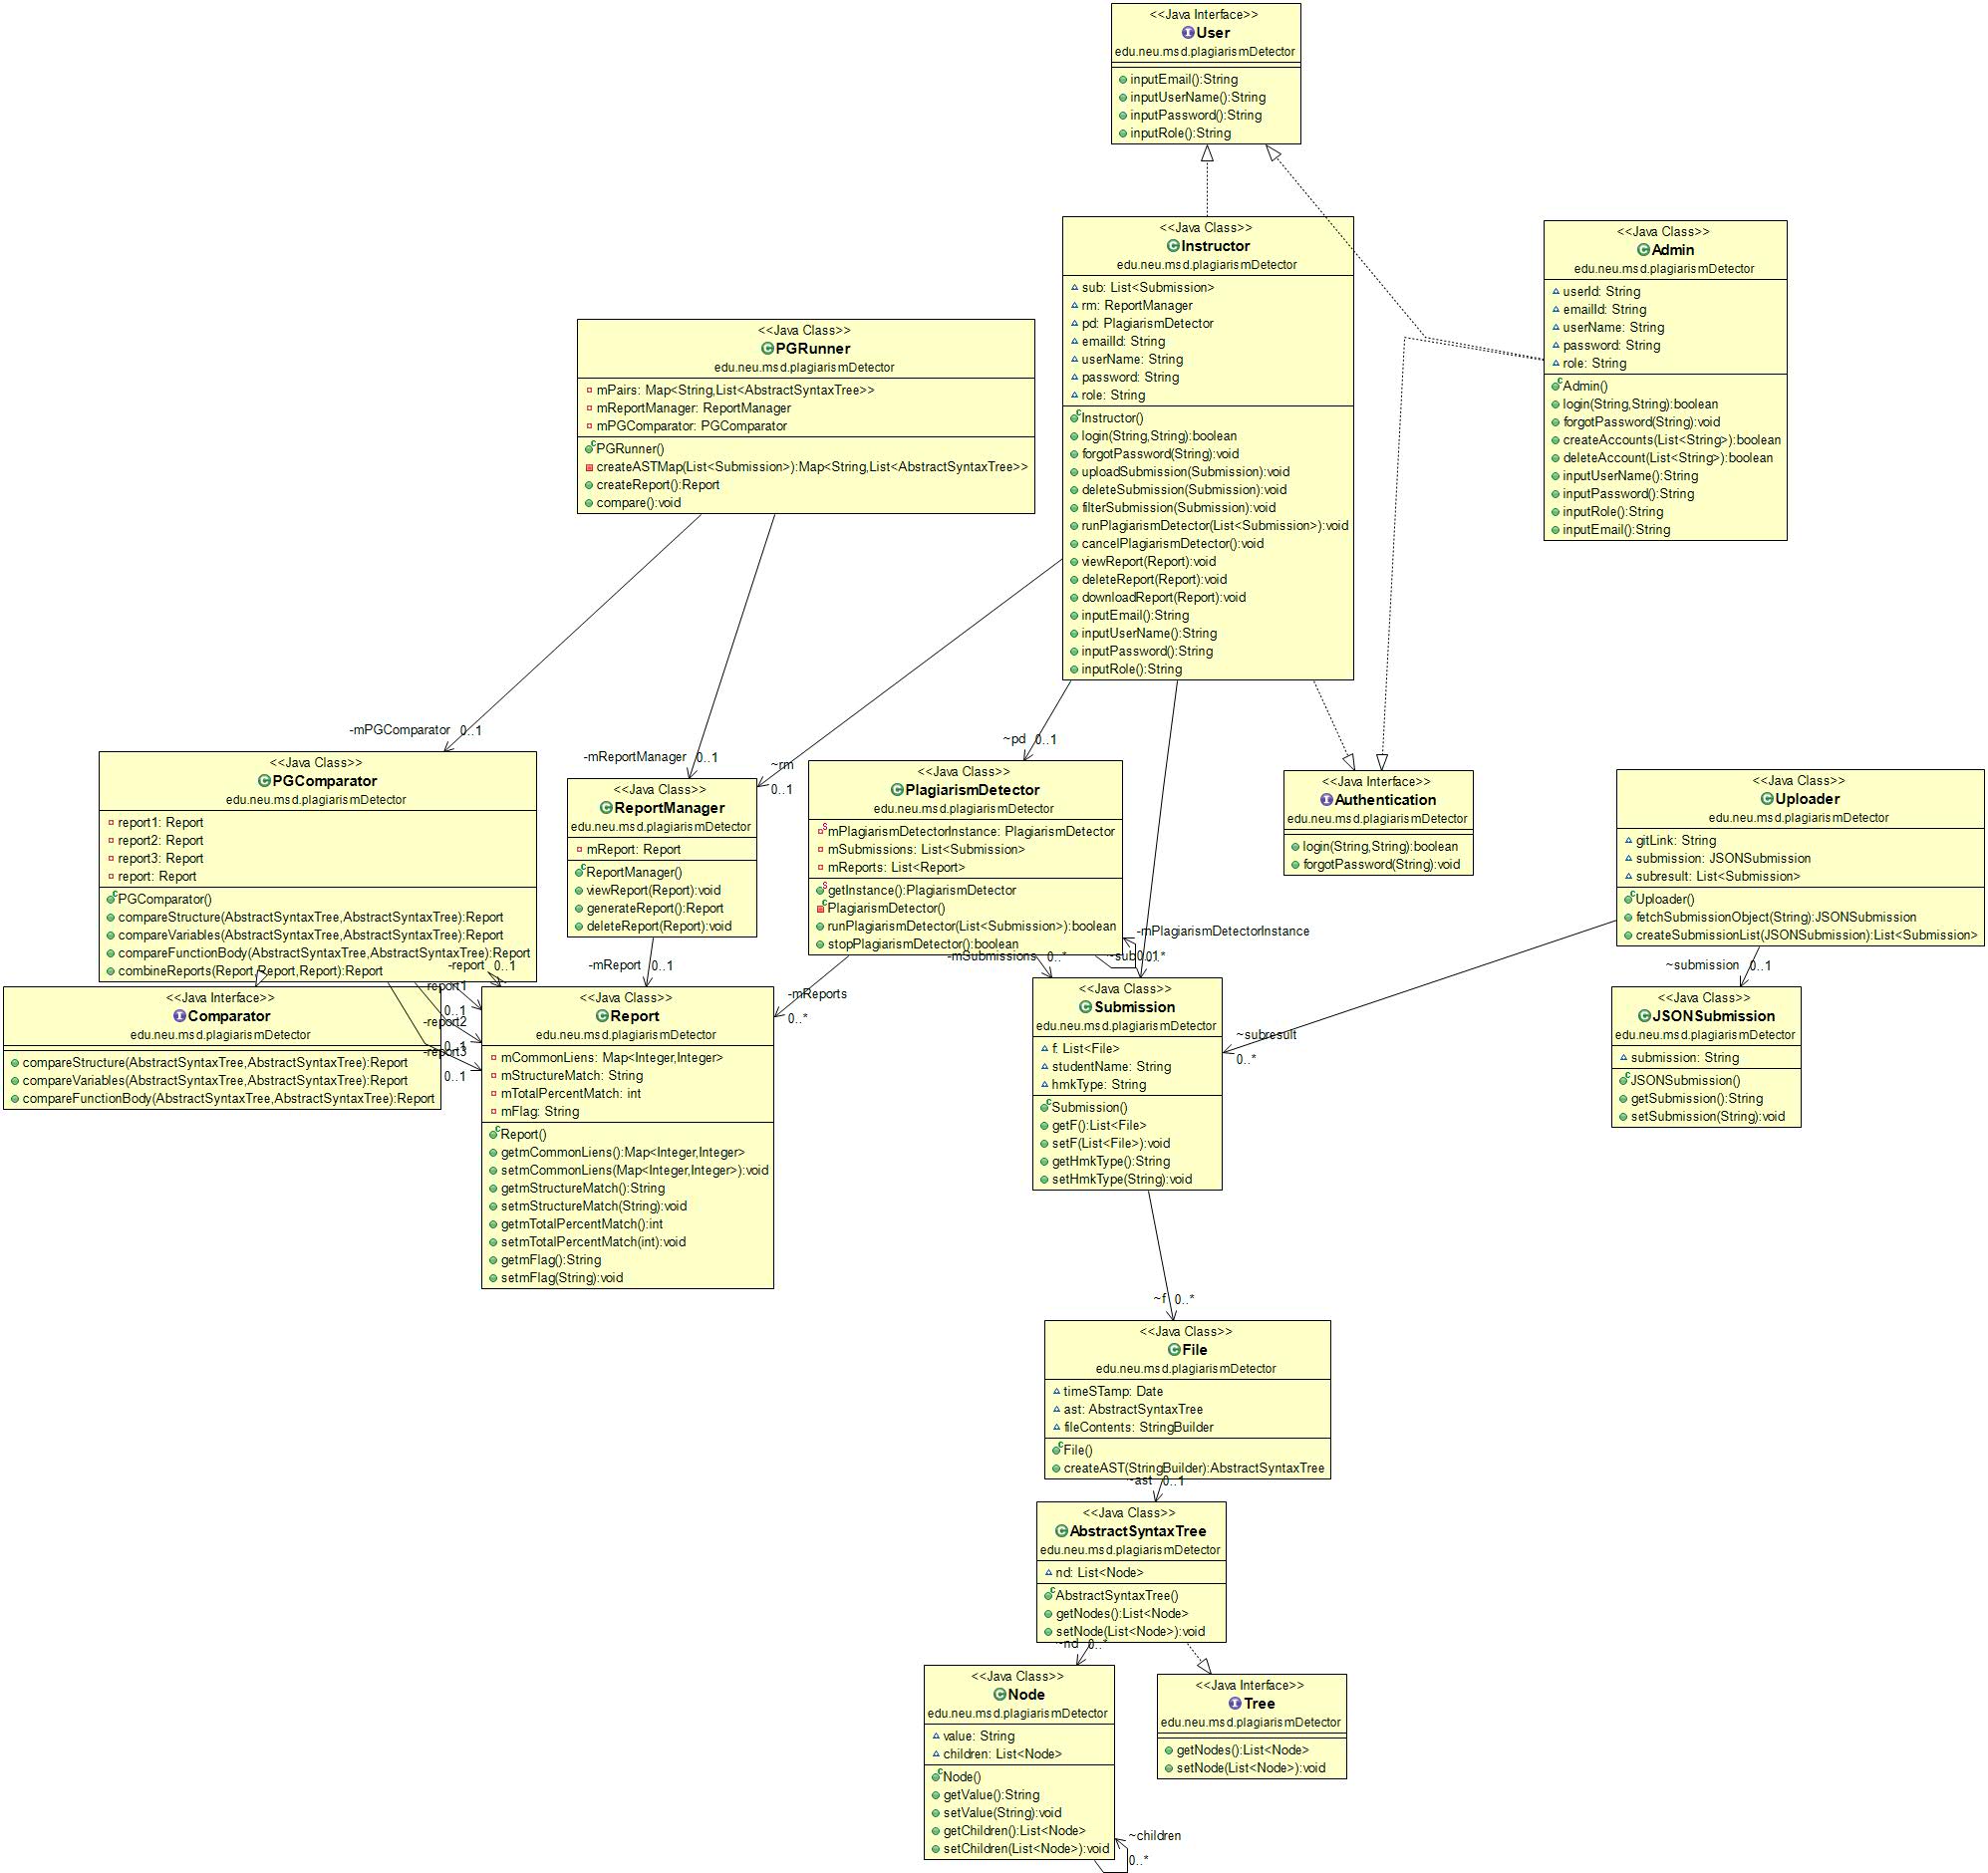 <<Java Interface>>
User
edu.neu.msd.plagiarismDetector
inputEmail():String
inputUserName():String
inputPassword():String
inputRole():String
<<Java Class>>
Instructor
edu.neu.msd.plagiarismDetector
sub: List<Submission>
rm: ReportManager
pd: PlagiarismDetector
emailId: String
userName: String
password: String
role: String
Instructor()
login(String,String):boolean
forgotPassword(String):void
uploadSubmission(Submission):void
deleteSubmission(Submission):void
filterSubmission(Submission):void
runPlagiarismDetector(List<Submission>):void
cancelPlagiarismDetector():void
viewReport(Report):void
deleteReport(Report):void
downloadReport(Report):void
inputEmail():String
inputUserName():String
inputPassword():String
inputRole():String
<<Java Class>>
Admin
edu.neu.msd.plagiarismDetector
userId: String
emailId: String
userName: String
password: String
role: String
Admin()
login(String,String):boolean
forgotPassword(String):void
createAccounts(List<String>):boolean
deleteAccount(List<String>):boolean
inputUserName():String
inputPassword():String
inputRole():String
inputEmail():String
<<Java Class>>
PGRunner
edu.neu.msd.plagiarismDetector
mPairs: Map<String,List<AbstractSyntaxTree>>
mReportManager: ReportManager
mPGComparator: PGComparator
PGRunner()
createASTMap(List<Submission>):Map<String,List<AbstractSyntaxTree>>
createReport():Report
compare():void
-mPGComparator 0..1
-mReportManager 0..1
~rm
0..1
~pd 0..1
<<Java Class>>
PGComparator
edu.neu.msd.plagiarismDetector
report1: Report
report2: Report
report3: Report
report: Report
PGComparator()
compareStructure(AbstractSyntaxTree,AbstractSyntaxTree):Report
compareVariables(AbstractSyntaxTree,AbstractSyntaxTree):Report
compareFunctionBody(AbstractSyntaxTree,AbstractSyntaxTree):Report
combineReports(Report,Report,Report):Report
<<Java Class>>
ReportManager
edu.neu.msd.plagiarismDetector
mReport: Report
ReportManager()
viewReport(Report):void
generateReport():Report
deleteReport(Report):void
<<Java Class>>
PlagiarismDetector
edu.neu.msd.plagiarismDetector
mPlagiarismDetectorInstance: PlagiarismDetector
mSubmissions: List<Submission>
mReports: List<Report>
getInstance():PlagiarismDetector
PlagiarismDetector()
runPlagiarismDetector(List<Submission>):boolean
stopPlagiarismDetector():boolean
-mPlagiarismDetectorInstance
<<Java Interface>>
Authentication
edu.neu.msd.plagiarismDetector
login(String,String):boolean
forgotPassword(String):void
<<Java Class>>
Uploader
edu.neu.msd.plagiarismDetector
gitLink: String
submission: JSONSubmission
subresult: List<Submission>
Uploader()
fetchSubmissionObject(String):JSONSubmission
createSubmissionList(JSONSubmission):List<Submission>
-report 0..1
-report1
0..1
-report2
0..1
-report3
0..1
-mReport 0..1
-mReports
0..*
-mSubmissions 0..*
~sub
~submission 0..1
~subresult
0..*
<<Java Interface>>
Comparator
edu.neu.msd.plagiarismDetector
compareStructure(AbstractSyntaxTree,AbstractSyntaxTree):Report
compareVariables(AbstractSyntaxTree,AbstractSyntaxTree):Report
compareFunctionBody(AbstractSyntaxTree,AbstractSyntaxTree):Report
<<Java Class>>
Report
edu.neu.msd.plagiarismDetector
mCommonLiens: Map<Integer,Integer>
mStructureMatch: String
mTotalPercentMatch: int
mFlag: String
Report()
getmCommonLiens():Map<Integer,Integer>
setmCommonLiens(Map<Integer,Integer>):void
getmStructureMatch():String
setmStructureMatch(String):void
getmTotalPercentMatch():int
setmTotalPercentMatch(int):void
getmFlag():String
setmFlag(String):void
<<Java Class>>
Submission
edu.neu.msd.plagiarismDetector
f: List<File>
studentName: String
hmkType: String
Submission()
getF():List<File>
setF(List<File>):void
getHmkType():String
setHmkType(String):void
<<Java Class>>
JSONSubmission
edu.neu.msd.plagiarismDetector
submission: String
JSONSubmission()
getSubmission():String
setSubmission(String):void
~f 0..*
<<Java Class>>
File
edu.neu.msd.plagiarismDetector
timeSTamp: Date
ast: AbstractSyntaxTree
fileContents: StringBuilder
File()
createAST(StringBuilder):AbstractSyntaxTree
~ast 0..1
<<Java Class>>
AbstractSyntaxTree
edu.neu.msd.plagiarismDetector
nd: List<Node>
AbstractSyntaxTree()
getNodes():List<Node>
setNode(List<Node>):void
~nd 0..*
<<Java Class>>
Node
edu.neu.msd.plagiarismDetector
value: String
children: List<Node>
Node()
getValue():String
setValue(String):void
getChildren():List<Node>
setChildren(List<Node>):void
~children
0..*
<<Java Interface>>
Tree
edu.neu.msd.plagiarismDetector
getNodes():List<Node>
setNode(List<Node>):void